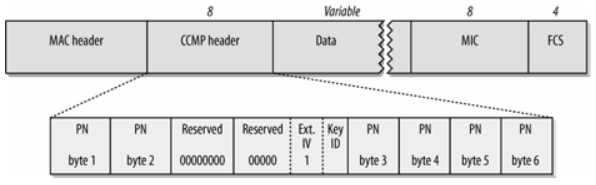 8 Variable 8 4
MAC header CCMP header Data MIC FCS
PN PN Reserved Reserved Ext. Key PN PN PN PN
IV ID
byte 1 byte 2 00000000 00000 1 byte 3 byte 4 byte 5 byte 6